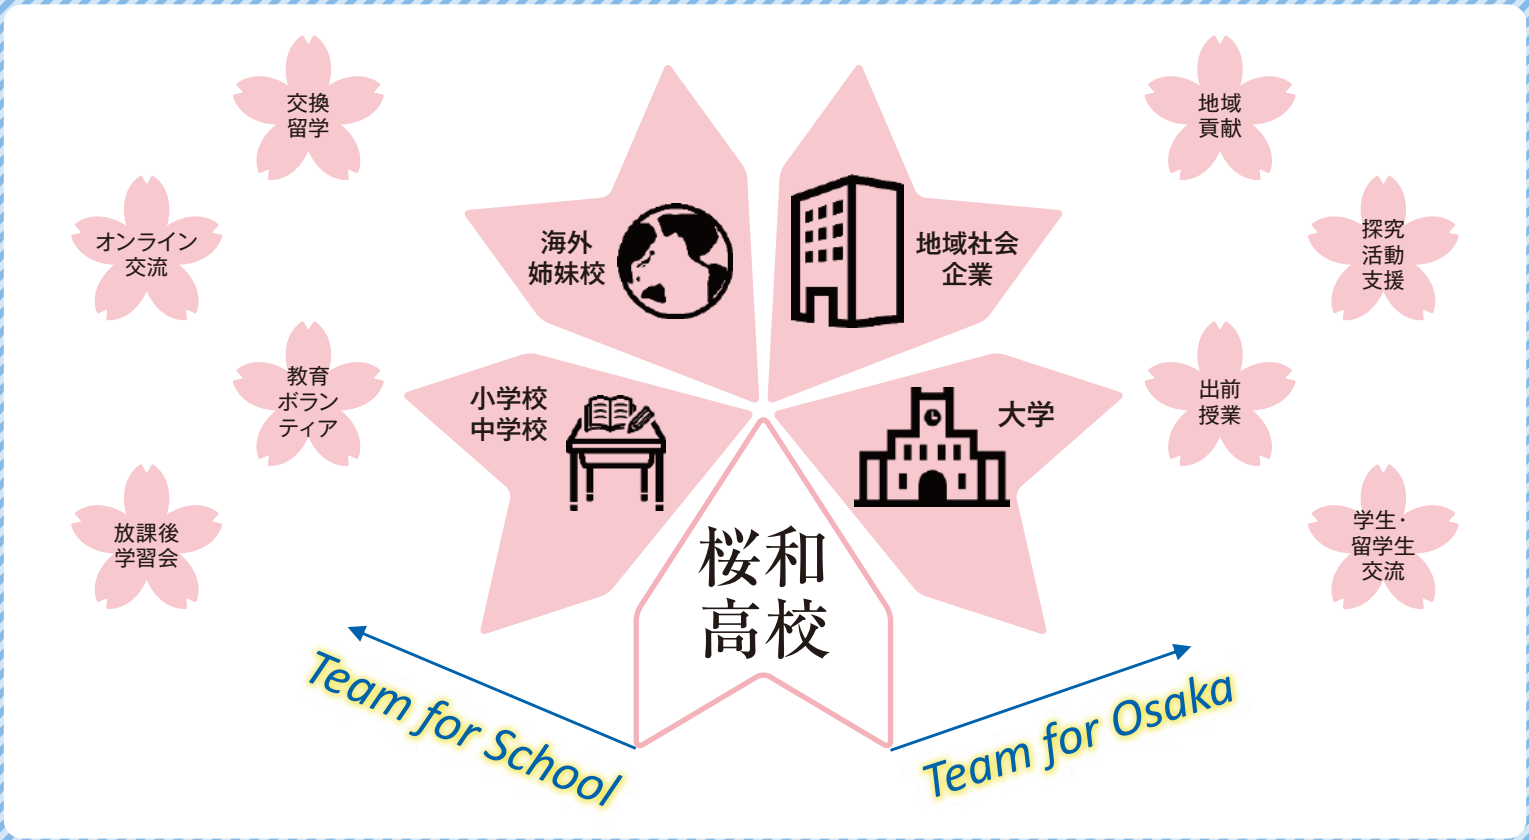 交換
留学
オンライン
交流
教育
ボラン
ティア
放課後
学習会
海外
姉妹校
地域社会
企業
小学校
中学校
大学
桜和
高校
地域
貢献
探究
活動
支援
出前
授業
学生・
留学生
交流
Team for School
Team for Osaka